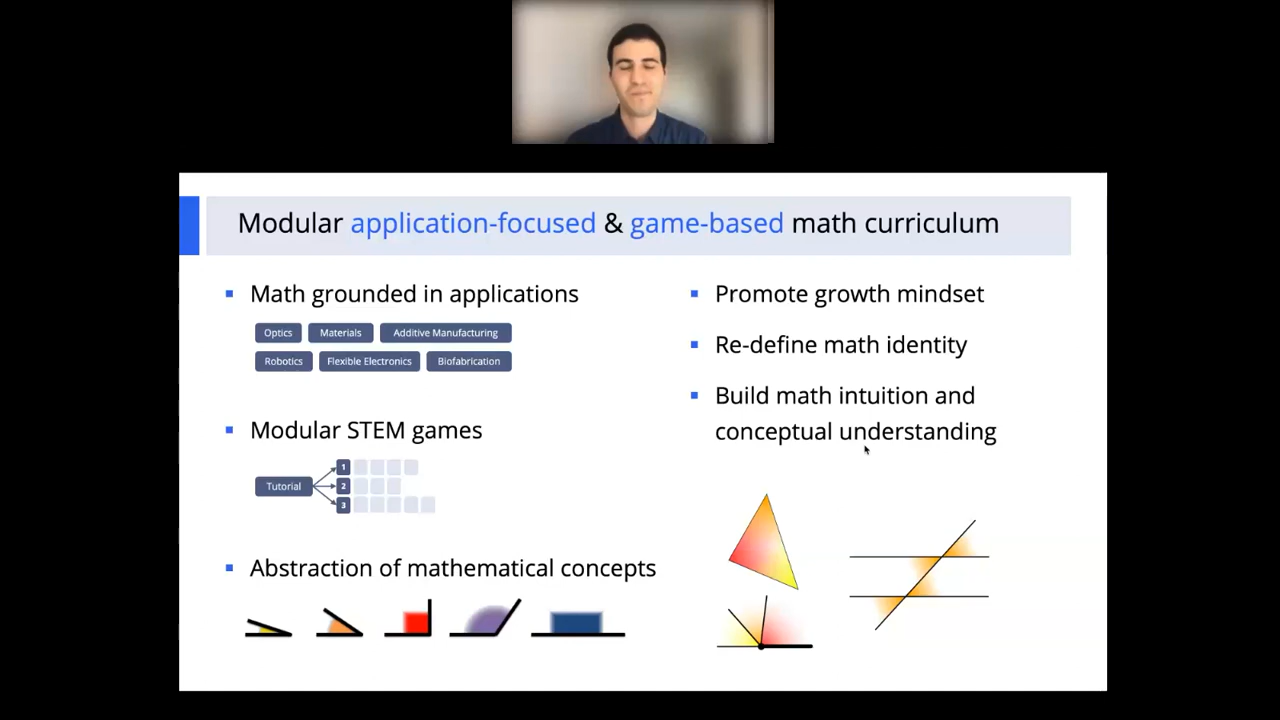 Modular application-focused & game-based math curriculum
Math grounded in applications
Optics
Materials
Additive Manufacturing
Robotics
Flexible Electronics
Biofabrication
Modular STEM games
Tutorial
1
2
3
Abstraction of mathematical concepts
Promote growth mindset
Re-define math identity
Build math intuition and
conceptual understanding